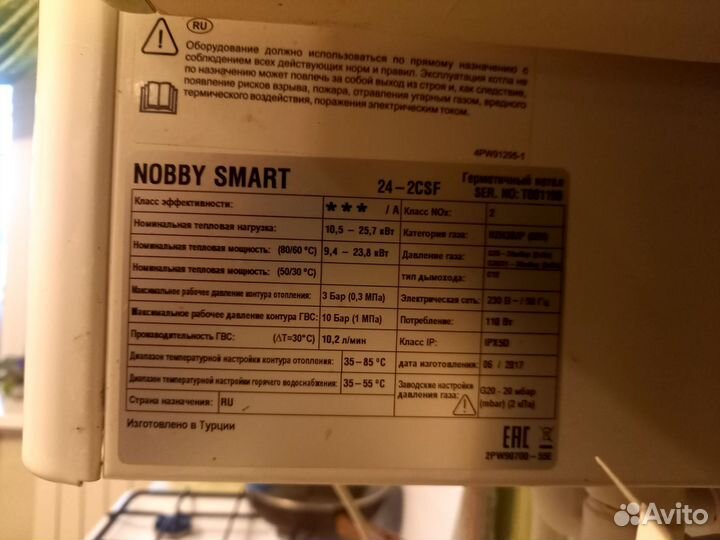 RU
Оборудование должно использоваться по прямому назначению с
соблюдением всех действующих норм и правил. Эксплуатация котла не
по назначению может повлечь за собой выход из строя и, как следствие,
появление рисков взрыва, пожара, отравления угарным газом, вредного
термического воздействия, поражения электрическим током.
4PW91295-1
NOBBY SMART 24-2CSF
Герметичный котел
SER. NO:
Класс эффективности: ★★★ / A
Номинальная тепловая нагрузка: 10,5 – 25,7 кВт
Номинальная тепловая мощность: (80/60 °C) 9,4 – 23,8 кВт
Номинальная тепловая мощность: (50/30 °C)
Максимальное рабочее давление контура отопления: 3 Бар (0,3 МПа)
Максимальное рабочее давление контура ГВС: 10 Бар (1 МПа)
Производительность ГВС: (ΔT=30°C) 10,2 л/мин
Диапазон температурной настройки контура отопления: 35–85 °C
Диапазон температурной настройки горячего водоснабжения: 35–55 °C
Страна назначения: RU
Класс NOx: 2
Категория газа:
Давление газа:
тип дымохода:
Электрическая сеть: 230 В ~ / 50 Гц
Потребление: 118 Вт
Класс IP: IPX5D
дата изготовления: 06 / 2017
Заводские настройки G20 - 20 мбар
давления газа: (mbar) (2 кПа)
Изготовлено в Турции
EAC
2PW90700
Avito